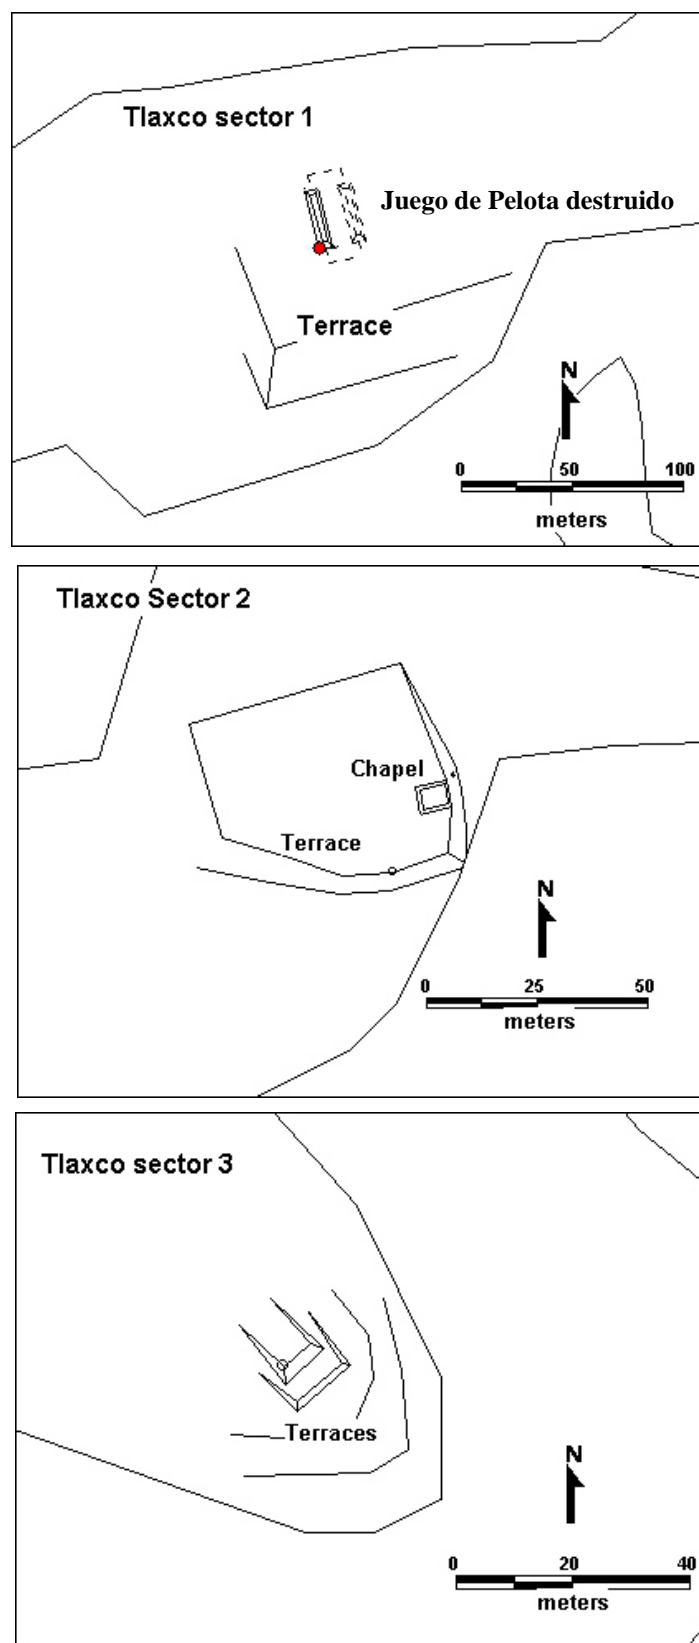 Tlaxco sector 1
Juego de Pelota destruido
Terrace
N
0 50 100
meters
Tlaxco Sector 2
Chapel
Terrace
N
0 25 50
meters
Tlaxco sector 3
Terraces
N
0 20 40
meters